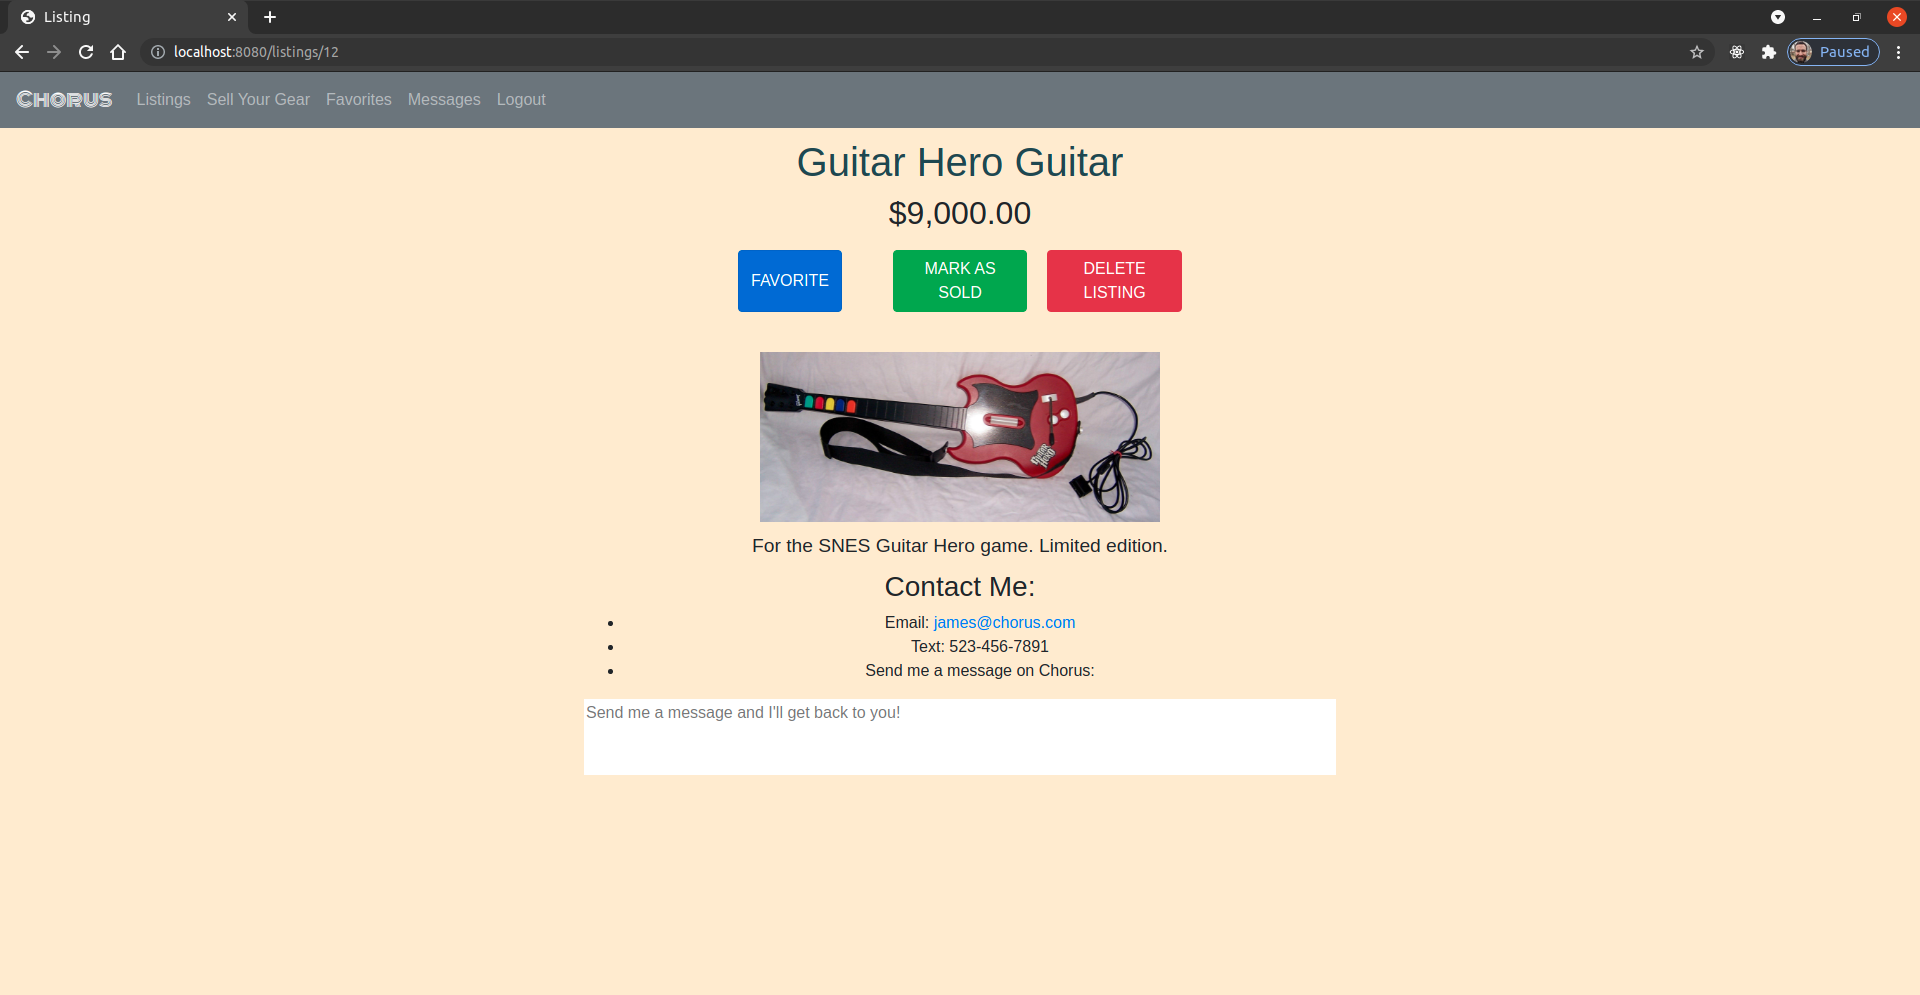 Listing
localhost:8080/listings/12
Paused
CHORUS
Listings
Sell Your Gear
Favorites
Messages
Logout
Guitar Hero Guitar
$9,000.00
FAVORITE
MARK AS
SOLD
DELETE
LISTING
Guitar
Hero
For the SNES Guitar Hero game. Limited edition.
Contact Me:
Email: james@chorus.com
Text: 523-456-7891
Send me a message on Chorus:
Send me a message and I'll get back to you!